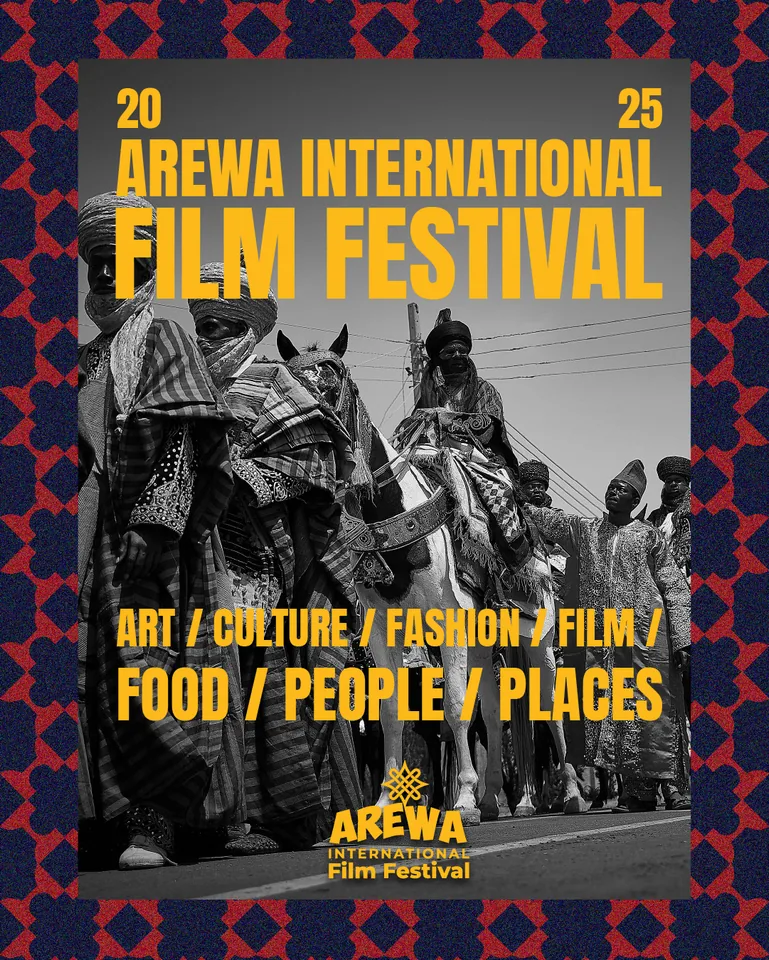 20 25
AREWA INTERNATIONAL
FILM FESTIVAL
ART / CULTURE / FASHION / FILM /
FOOD / PEOPLE / PLACES
AREWA
INTERNATIONAL
Film Festival